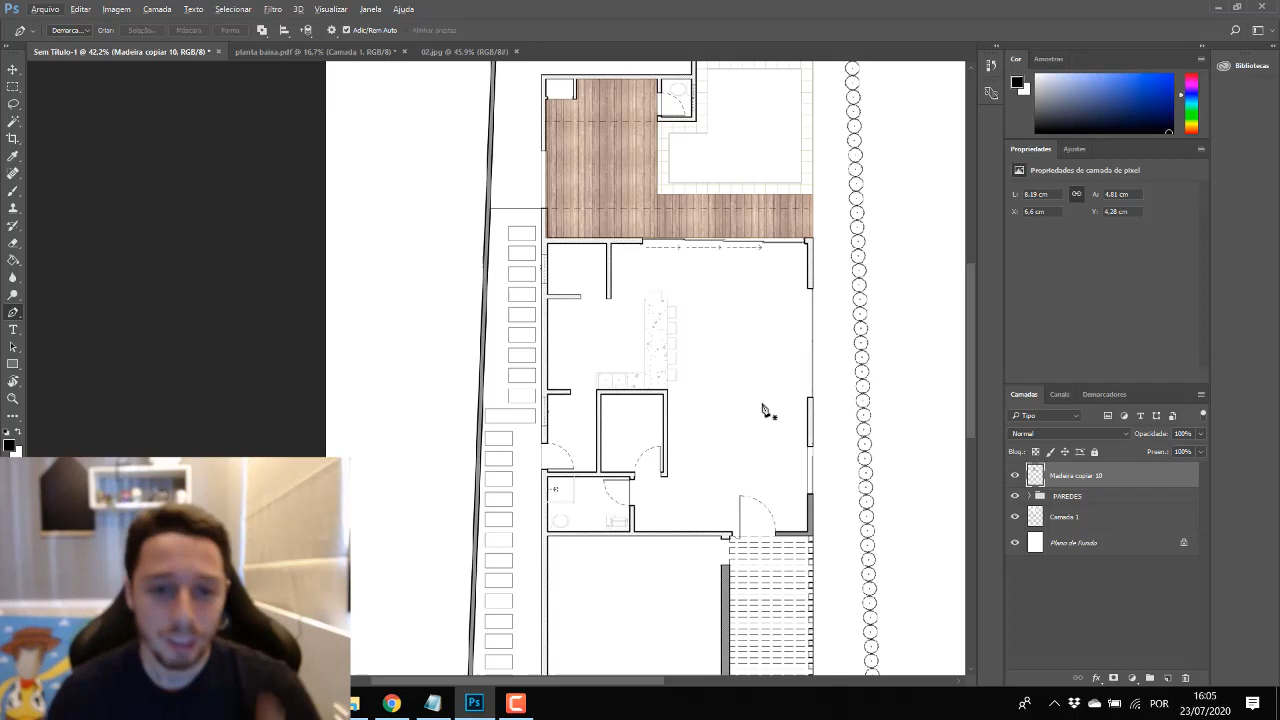 Ps Arquivo Editar Imagem Camada Texto Selecionar Filtro 3D Visualizar Janela Ajuda
Demarca... Criar: Seleção... Máscara Forma Adic/Rem Auto Alinhar arestas
Sem Título-1 @ 42,2% (Madeira copiar 10, RGB/8) * × planta baixa.pdf @ 16,7% (Camada 1, RGB/8) * × 02.jpg @ 45,9% (RGB/8#) ×
Cor Amostras
Bibliotecas
Propriedades Ajustes
Propriedades de camada de pixel
L: 8,19 cm A: 4,81 cm
X: 6,6 cm Y: 4,28 cm
Camadas Canais Demarcadores
Tipo
Normal Opacidade: 100%
Bloq.: Preench.: 100%
Madeira copiar 10
PAREDES
Camada 1
Plano de Fundo
Ps
POR 16:05
23/07/2020